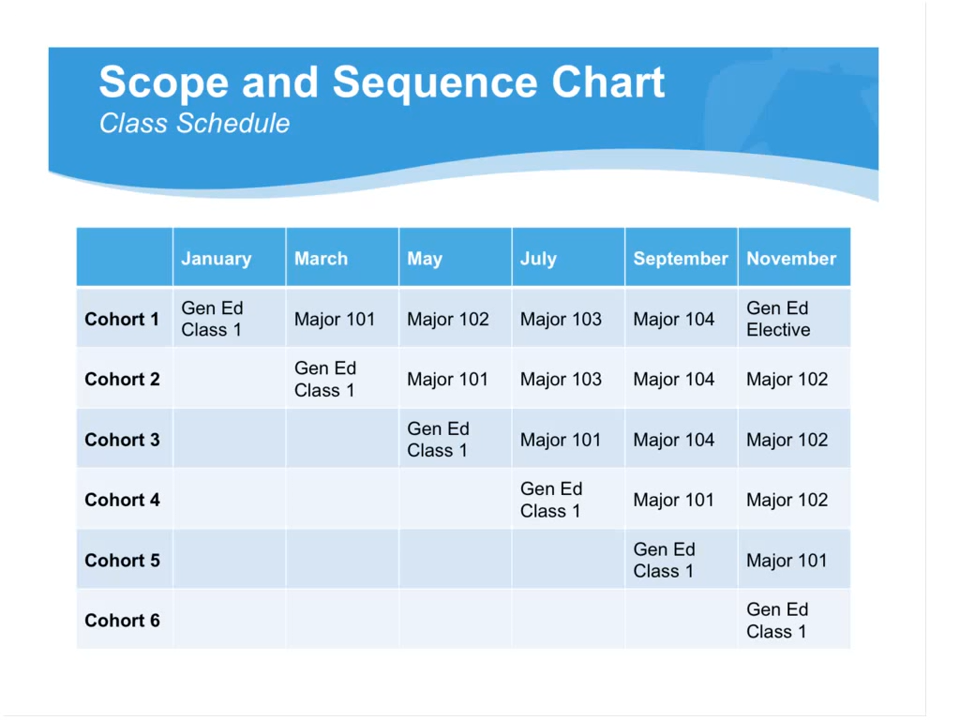 Scope and Sequence Chart
Class Schedule
January March May July September November
Cohort 1 Gen Ed Class 1 Major 101 Major 102 Major 103 Major 104 Gen Ed Elective
Cohort 2 Gen Ed Class 1 Major 101 Major 103 Major 104 Major 102
Cohort 3 Gen Ed Class 1 Major 101 Major 104 Major 102
Cohort 4 Gen Ed Class 1 Major 101 Major 102
Cohort 5 Gen Ed Class 1 Major 101
Cohort 6 Gen Ed Class 1